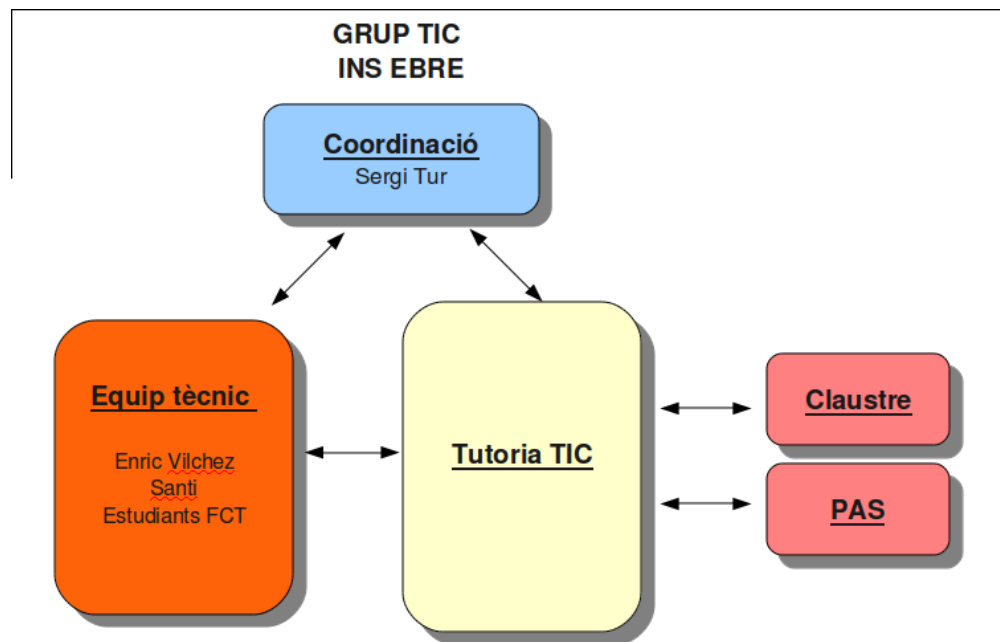 GRUP TIC
INS EBRE
Coordinació
Sergi Tur
Equip tècnic
Enric Vilchez
Santi
Estudiants FCT
Tutoria TIC
Claustre
PAS